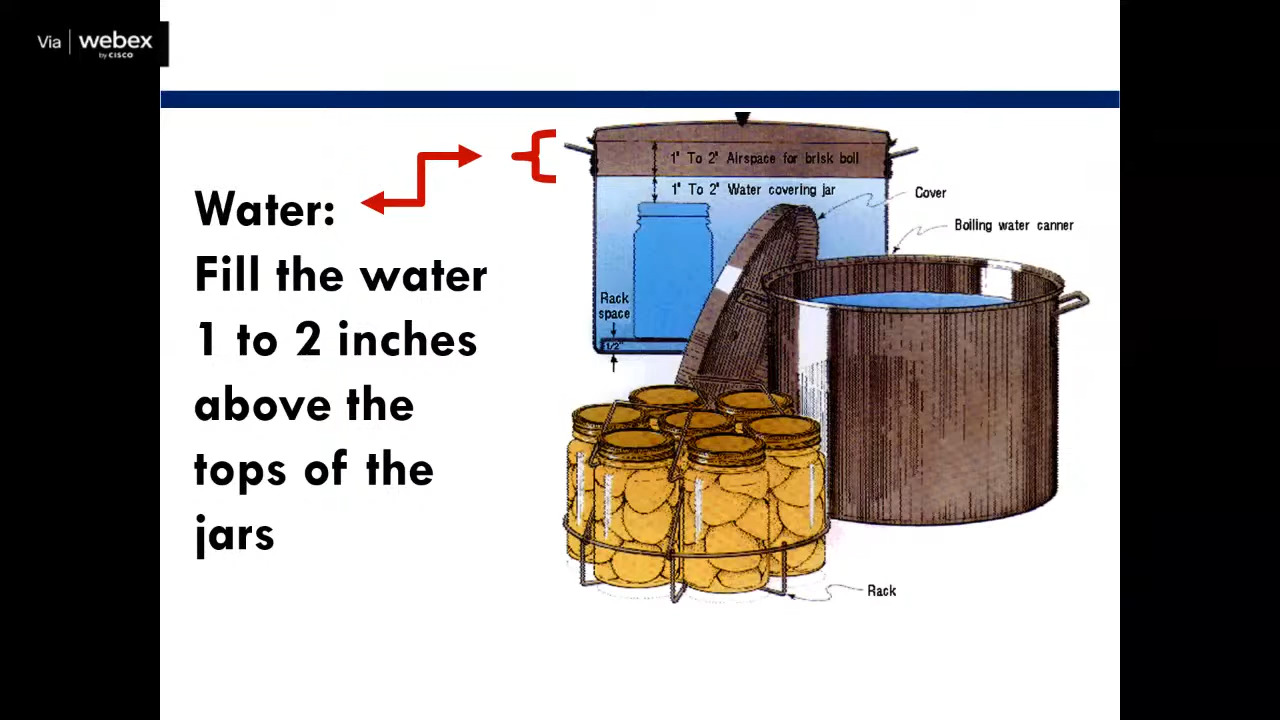 Via webex
by CISCO
Water:
Fill the water
1 to 2 inches
above the
tops of the
jars
1" To 2" Airspace for brisk boil
1" To 2" Water covering jar
Cover
Boiling water canner
Rack
space
1/2"
Rack